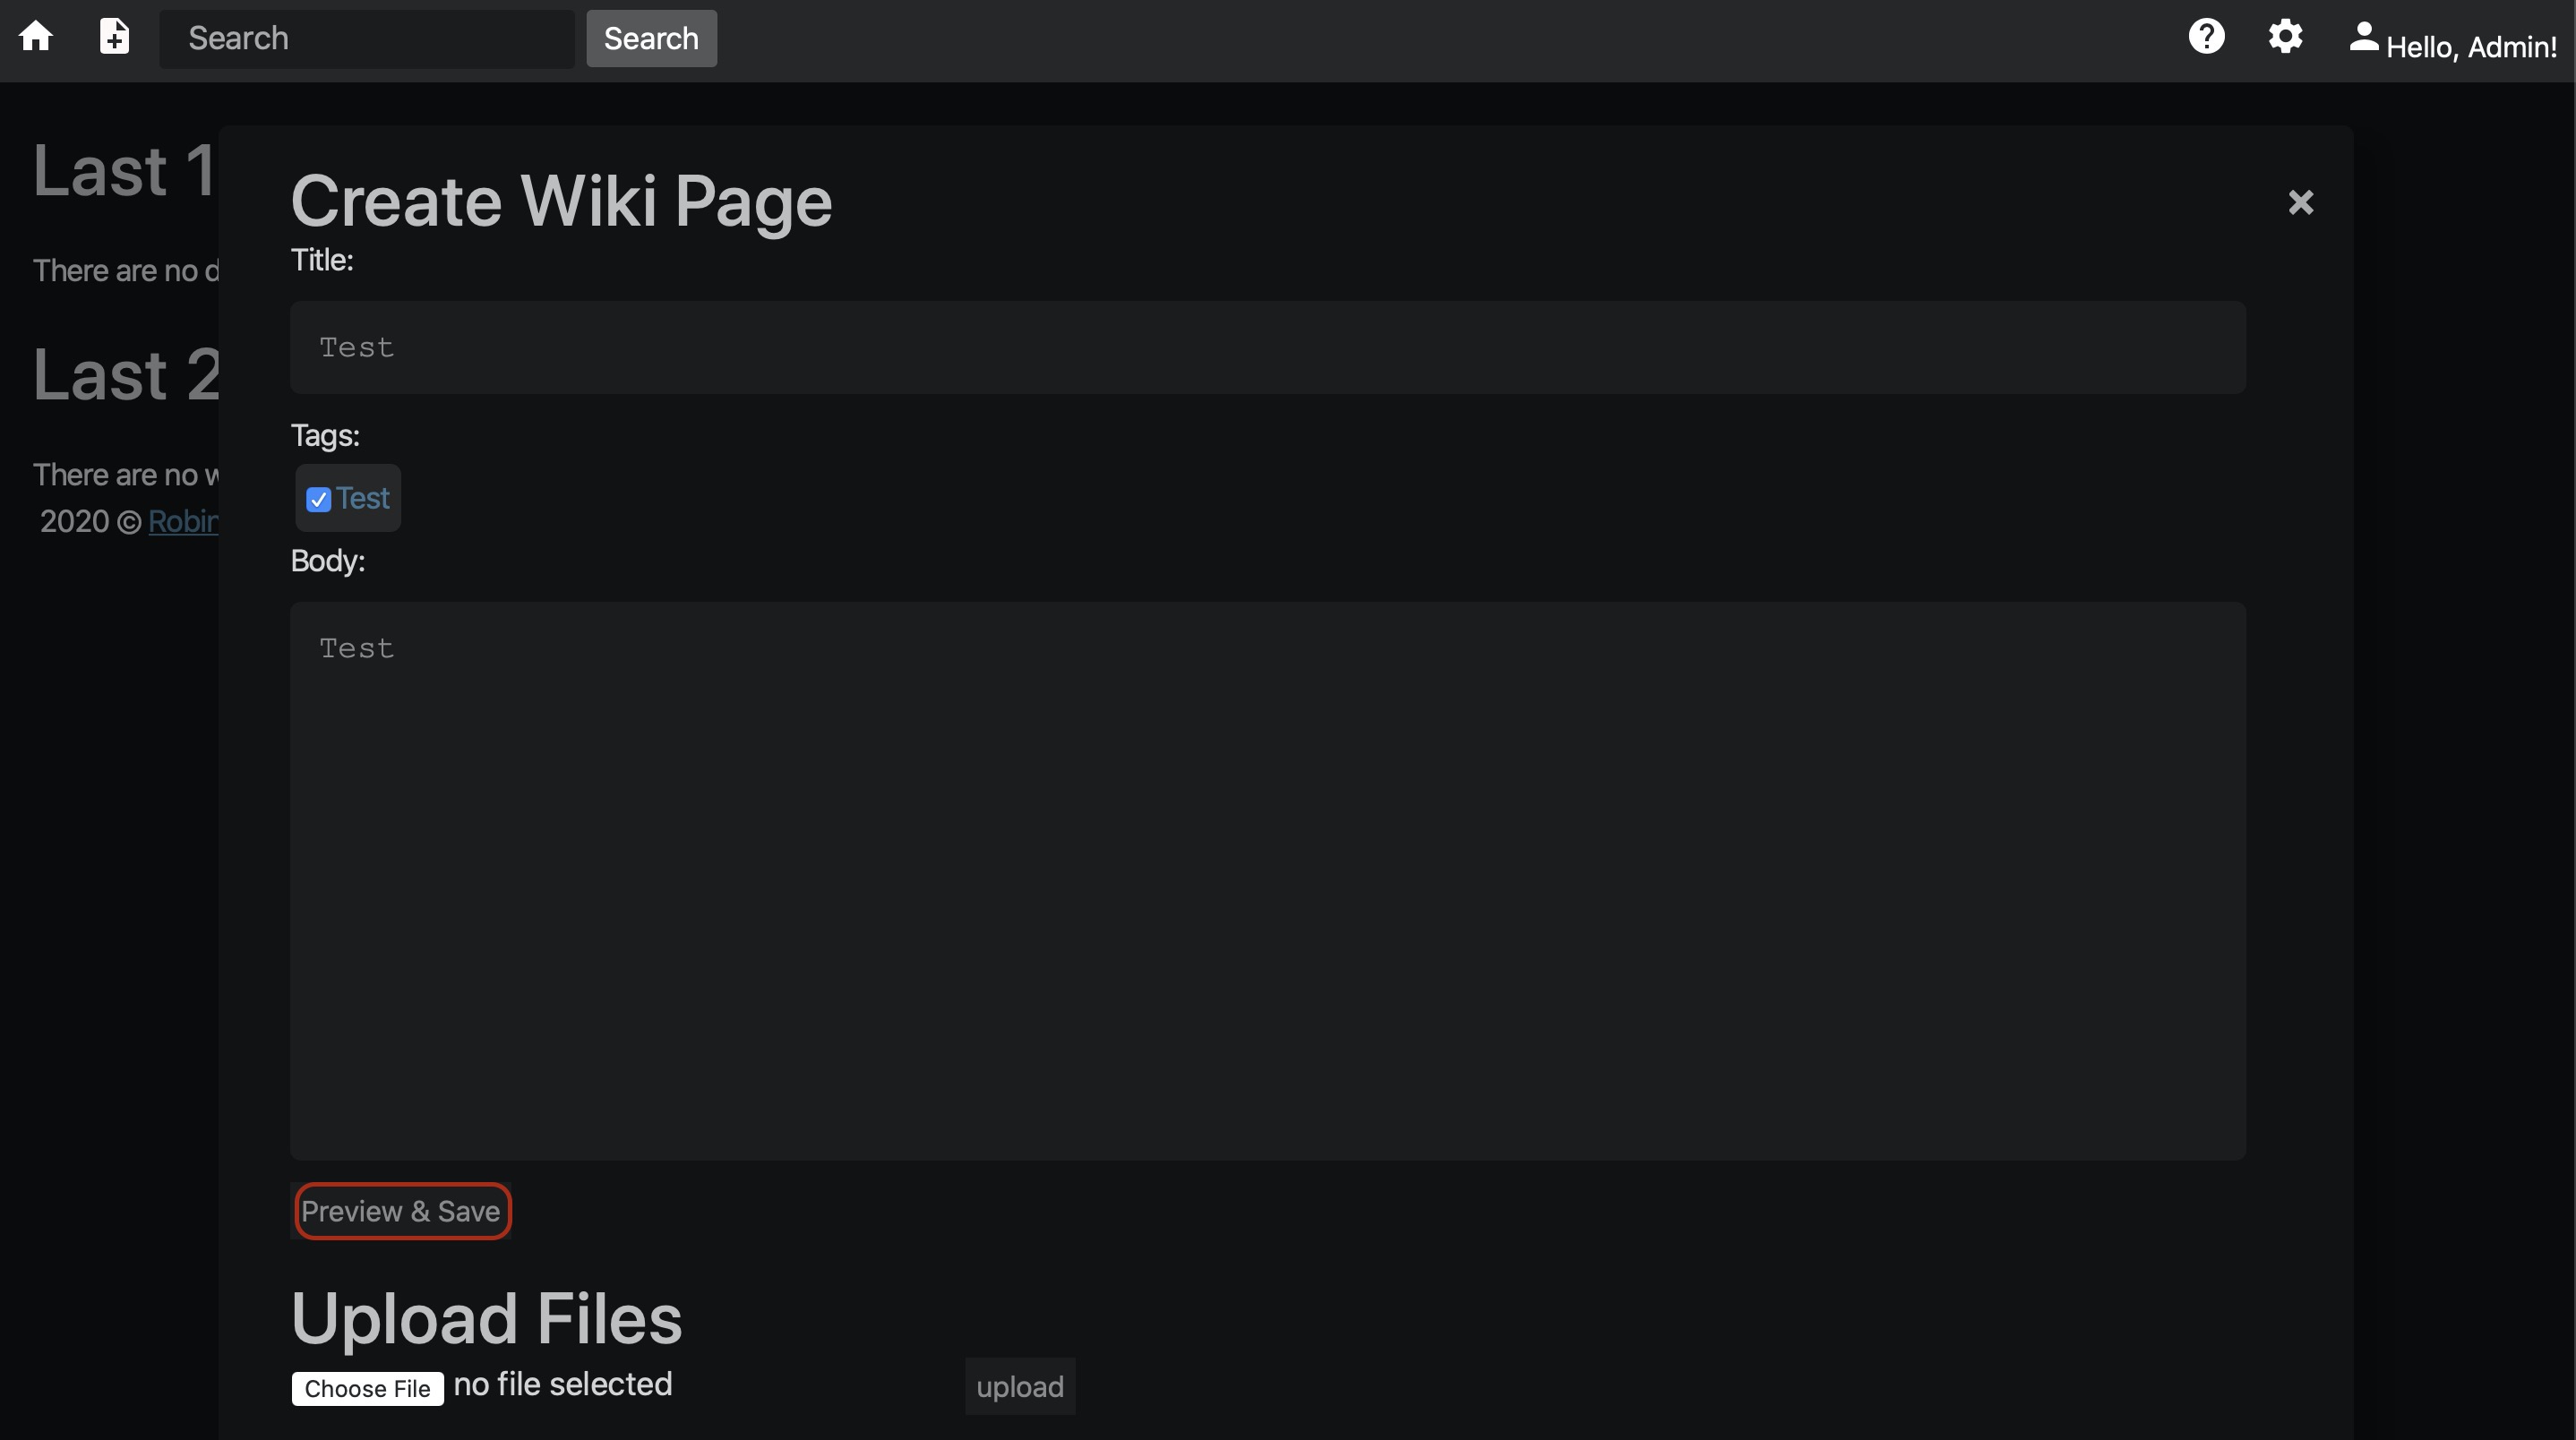 Search Search Hello, Admin!
Last 1
There are no
Last 2
There are no
2020 ©
Create Wiki Page
Title:
Test
Tags:
Test
Body:
Test
Preview & Save
Upload Files
Choose File no file selected upload